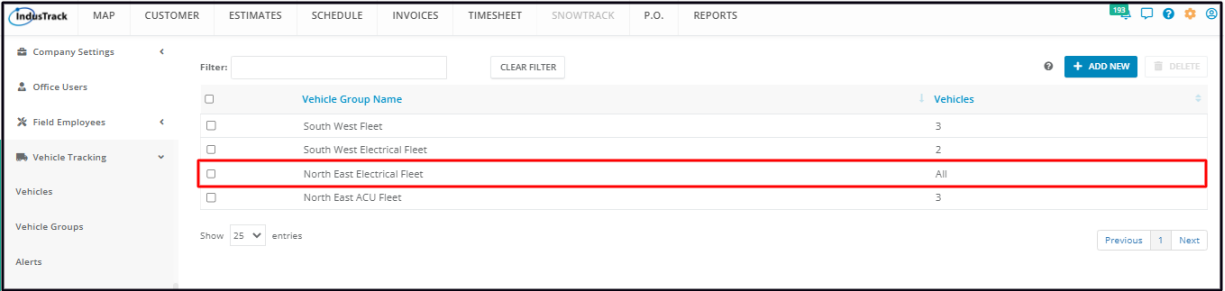 IndusTrack MAP CUSTOMER ESTIMATES SCHEDULE INVOICES TIMESHEET SNOWTRACK P.O. REPORTS 193
Company Settings
Office Users
Field Employees
Vehicle Tracking
Vehicles
Vehicle Groups
Alerts
Filter: CLEAR FILTER ? + ADD NEW DELETE
Vehicle Group Name Vehicles
South West Fleet 3
South West Electrical Fleet 2
North East Electrical Fleet All
North East ACU Fleet 3
Show 25 entries
Previous 1 Next